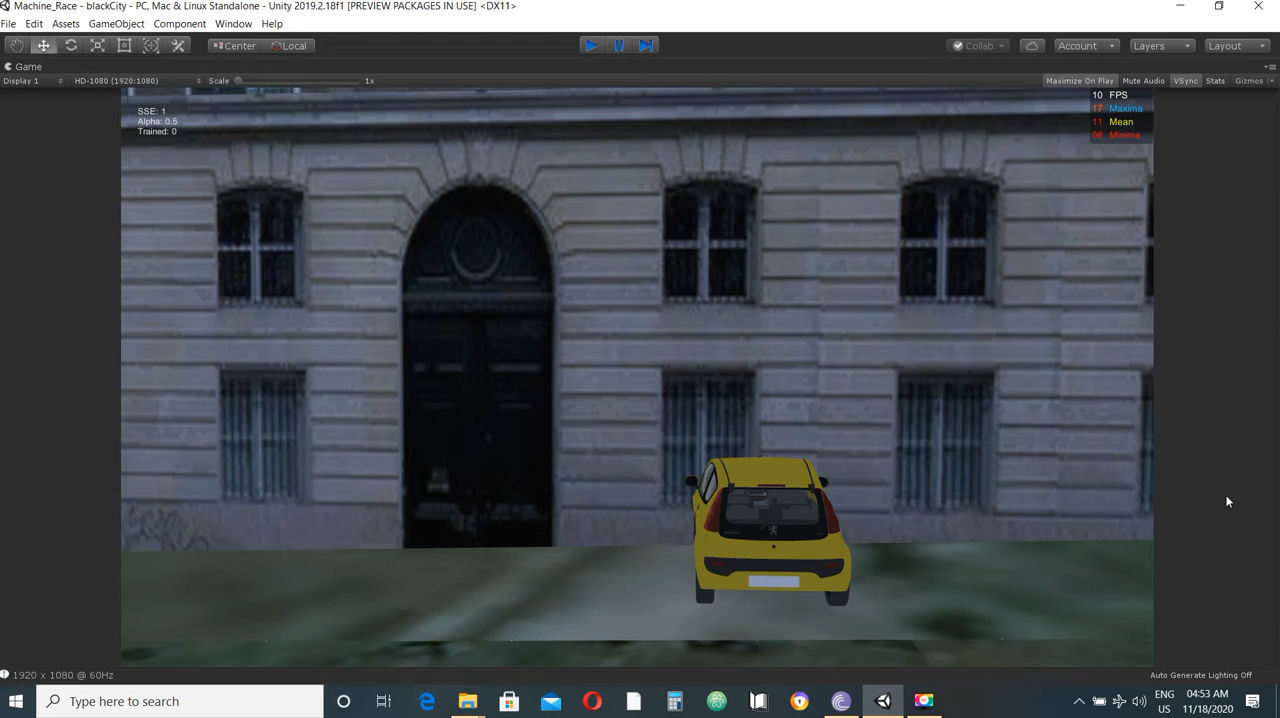 Machine_Race - blackCity - PC, Mac & Linux Standalone - Unity 2019.2.18f1 [PREVIEW PACKAGES IN USE] <DX11>
File Edit Assets GameObject Component Window Help
Center Local Collab Account Layers Layout
Game
Display 1 HD-1080 (1920:1080) Scale 1x Maximize On Play Mute Audio VSync Stats Gizmos
SSE: 1
Alpha: 0.5
Trained: 0
10 FPS
17 Maxima
11 Mean
06 Minima
1920 x 1080 @ 60Hz
Auto Generate Lighting Off
Type here to search
ENG
US
04:53 AM
11/18/2020